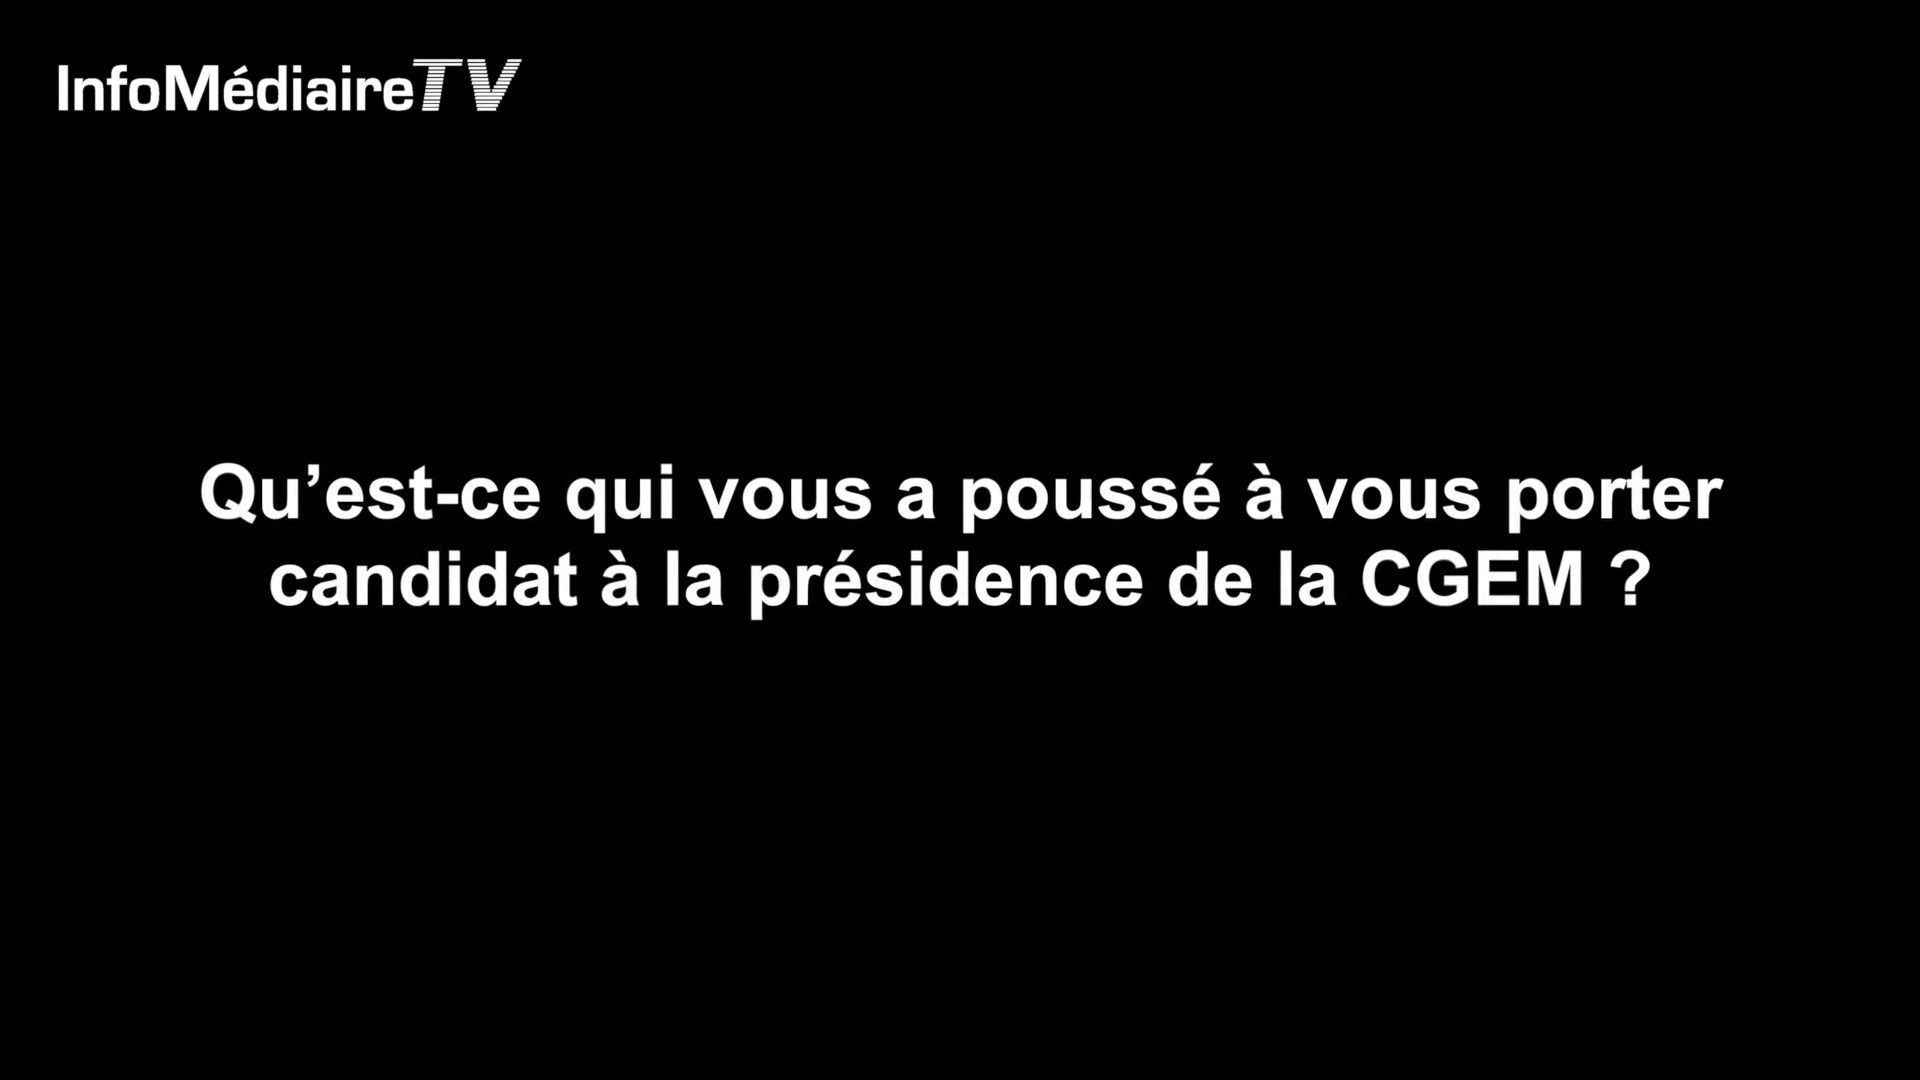 InfoMédiaireTV
Qu’est-ce qui vous a poussé à vous porter
candidat à la présidence de la CGEM ?